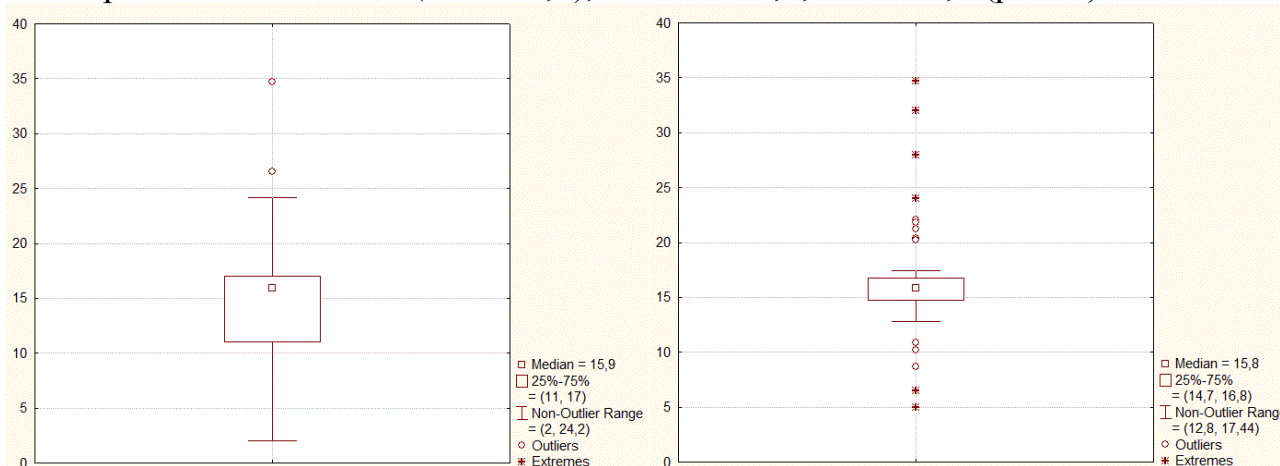 40
35
30
25
20
15
10
5
0
Median = 15,9
25%-75%
= (11, 17)
Non-Outlier Range
= (2, 24,2)
Outliers
Extremes
40
35
30
25
20
15
10
5
0
Median = 15,8
25%-75%
= (14,7, 16,8)
Non-Outlier Range
= (12,8, 17,44)
Outliers
Extremes